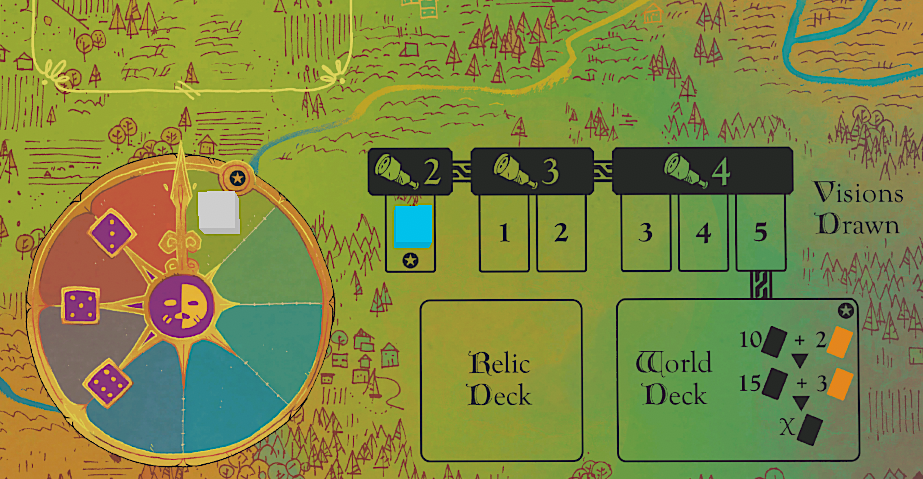 2 3 4
1 2 3 4 5
Visions
Drawn
Relic
Deck
World
Deck
10 + 2
15 + 3
X